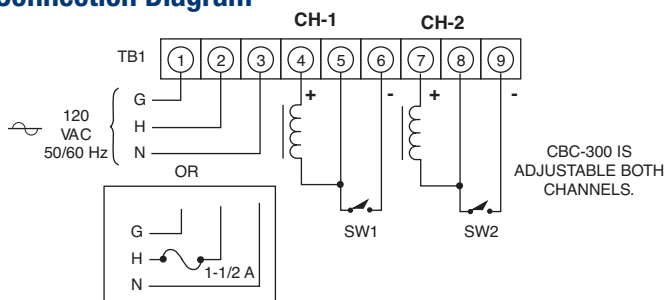 Connection Diagram
CH-1 CH-2
TB1 1 2 3 4 5 6 7 8 9
+ - + -
G
H
N
120
VAC
50/60 Hz
OR
G
H
N
1-1/2 A
SW1 SW2
CBC-300 IS
ADJUSTABLE BOTH
CHANNELS.